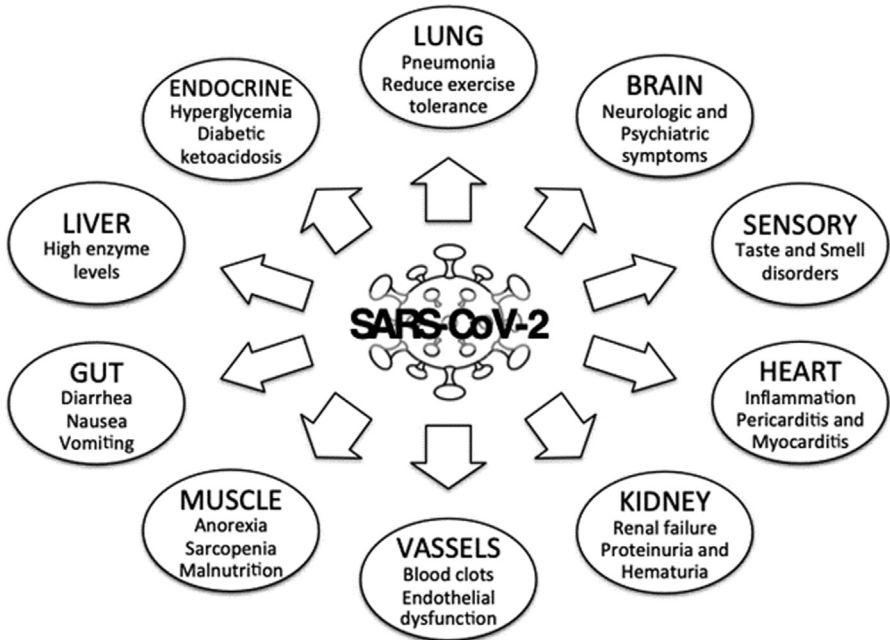 LUNG
Pneumonia
Reduce exercise
tolerance
BRAIN
Neurologic and
Psychiatric
symptoms
SENSORY
Taste and Smell
disorders
HEART
Inflammation
Pericarditis and
Myocarditis
KIDNEY
Renal failure
Proteinuria and
Hematuria
VASSELS
Blood clots
Endothelial
dysfunction
MUSCLE
Anorexia
Sarcopenia
Malnutrition
GUT
Diarrhea
Nausea
Vomiting
LIVER
High enzyme
levels
ENDOCRINE
Hyperglycemia
Diabetic
ketoacidosis
SARS-CoV-2